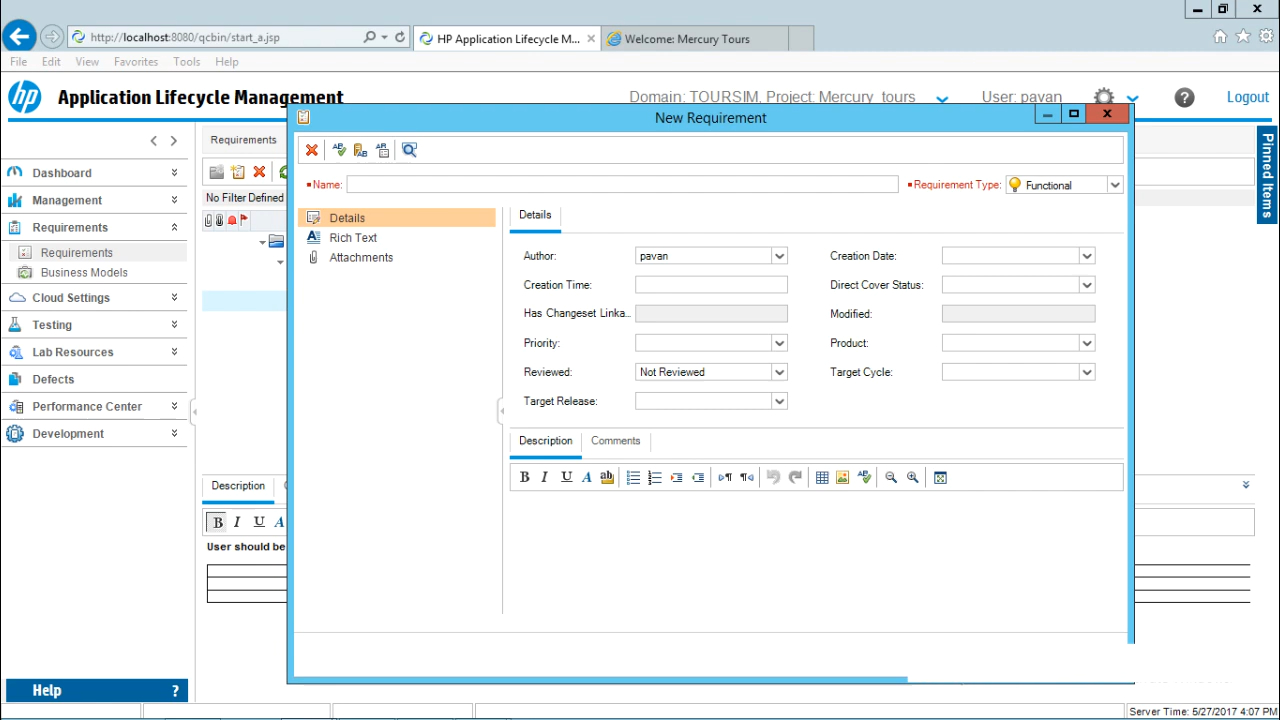 http://localhost:8080/qcbin/start_a.jsp
HP Application Lifecycle M...
Welcome: Mercury Tours
File Edit View Favorites Tools Help
hp
Application Lifecycle Management
Domain: TOURSIM, Project: Mercury_tours
User: pavan
Logout
New Requirement
Requirements
Pinned Items
Dashboard
Management
Requirements
Requirements
Business Models
Cloud Settings
Testing
Lab Resources
Defects
Performance Center
Development
No Filter Defined
Name:
Requirement Type: Functional
Details
Rich Text
Attachments
Details
Author: pavan
Creation Date:
Creation Time:
Direct Cover Status:
Has Changeset Linka...
Modified:
Priority:
Product:
Reviewed: Not Reviewed
Target Cycle:
Target Release:
Description Comments
B I U A ab
Description
B I U A
User should be
Help ?
Server Time: 5/27/2017 4:07 PM